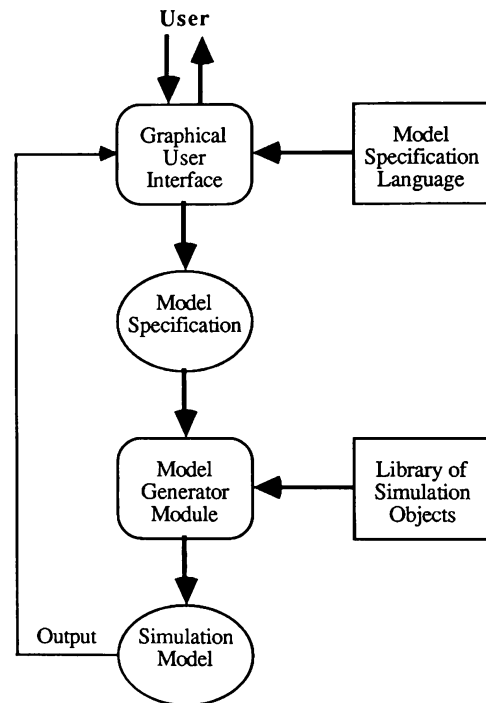 User
Graphical
User
Interface
Model
Specification
Language
Model
Specification
Model
Generator
Module
Library of
Simulation
Objects
Output
Simulation
Model